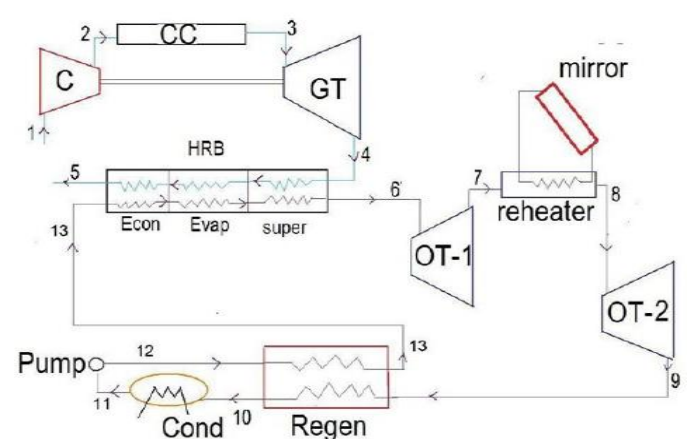 2
CC
3
mirror
C
GT
1
HRB
4
5
6
7
8
reheater
Econ
Evap
super
13
OT-1
OT-2
Pump
12
13
11
10
9
Cond
Regen